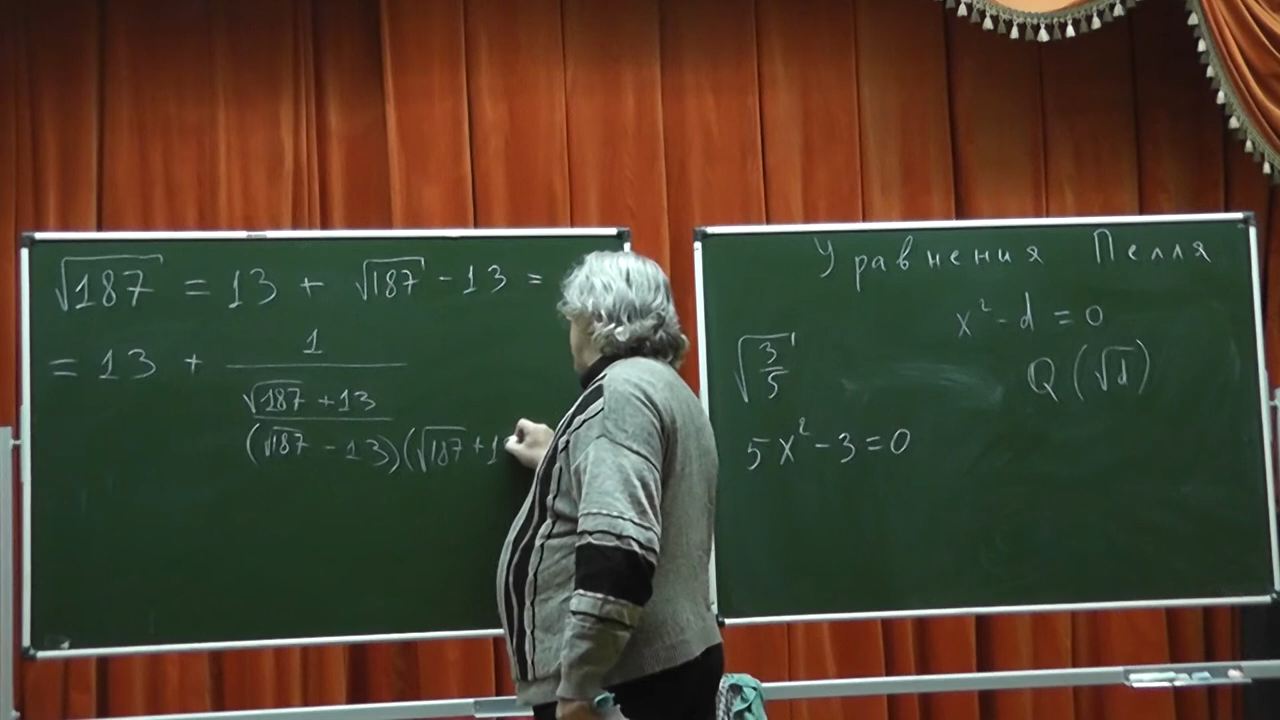 √187 = 13 + √187 - 13 =
= 13 + 1
√187 + 13
(√187 - 13)(√187 + 1
Уравнения Пелля
x² - d = 0
√3/5
Q (√d)
5x² - 3 = 0